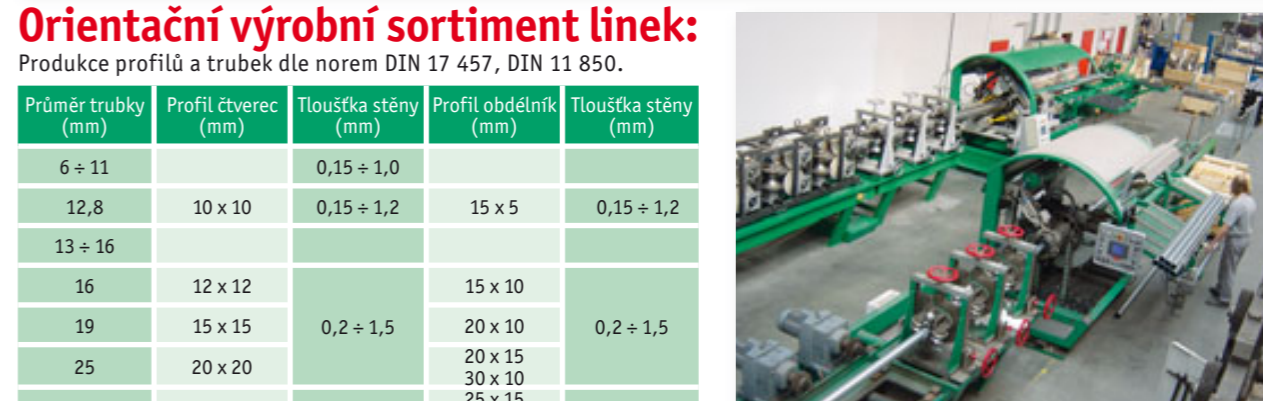 Orientační výrobní sortiment linek:
Produkce profilů a trubek dle norem DIN 17 457, DIN 11 850.
Průměr trubky (mm) Profil čtverec (mm) Tloušťka stěny (mm) Profil obdélník (mm) Tloušťka stěny (mm)
6 ÷ 11 0,15 ÷ 1,0
12,8 10 x 10 0,15 ÷ 1,2 15 x 5 0,15 ÷ 1,2
13 ÷ 16
16 12 x 12 15 x 10
19 15 x 15 0,2 ÷ 1,5 20 x 10 0,2 ÷ 1,5
25 20 x 20 20 x 15
30 x 10
25 x 15